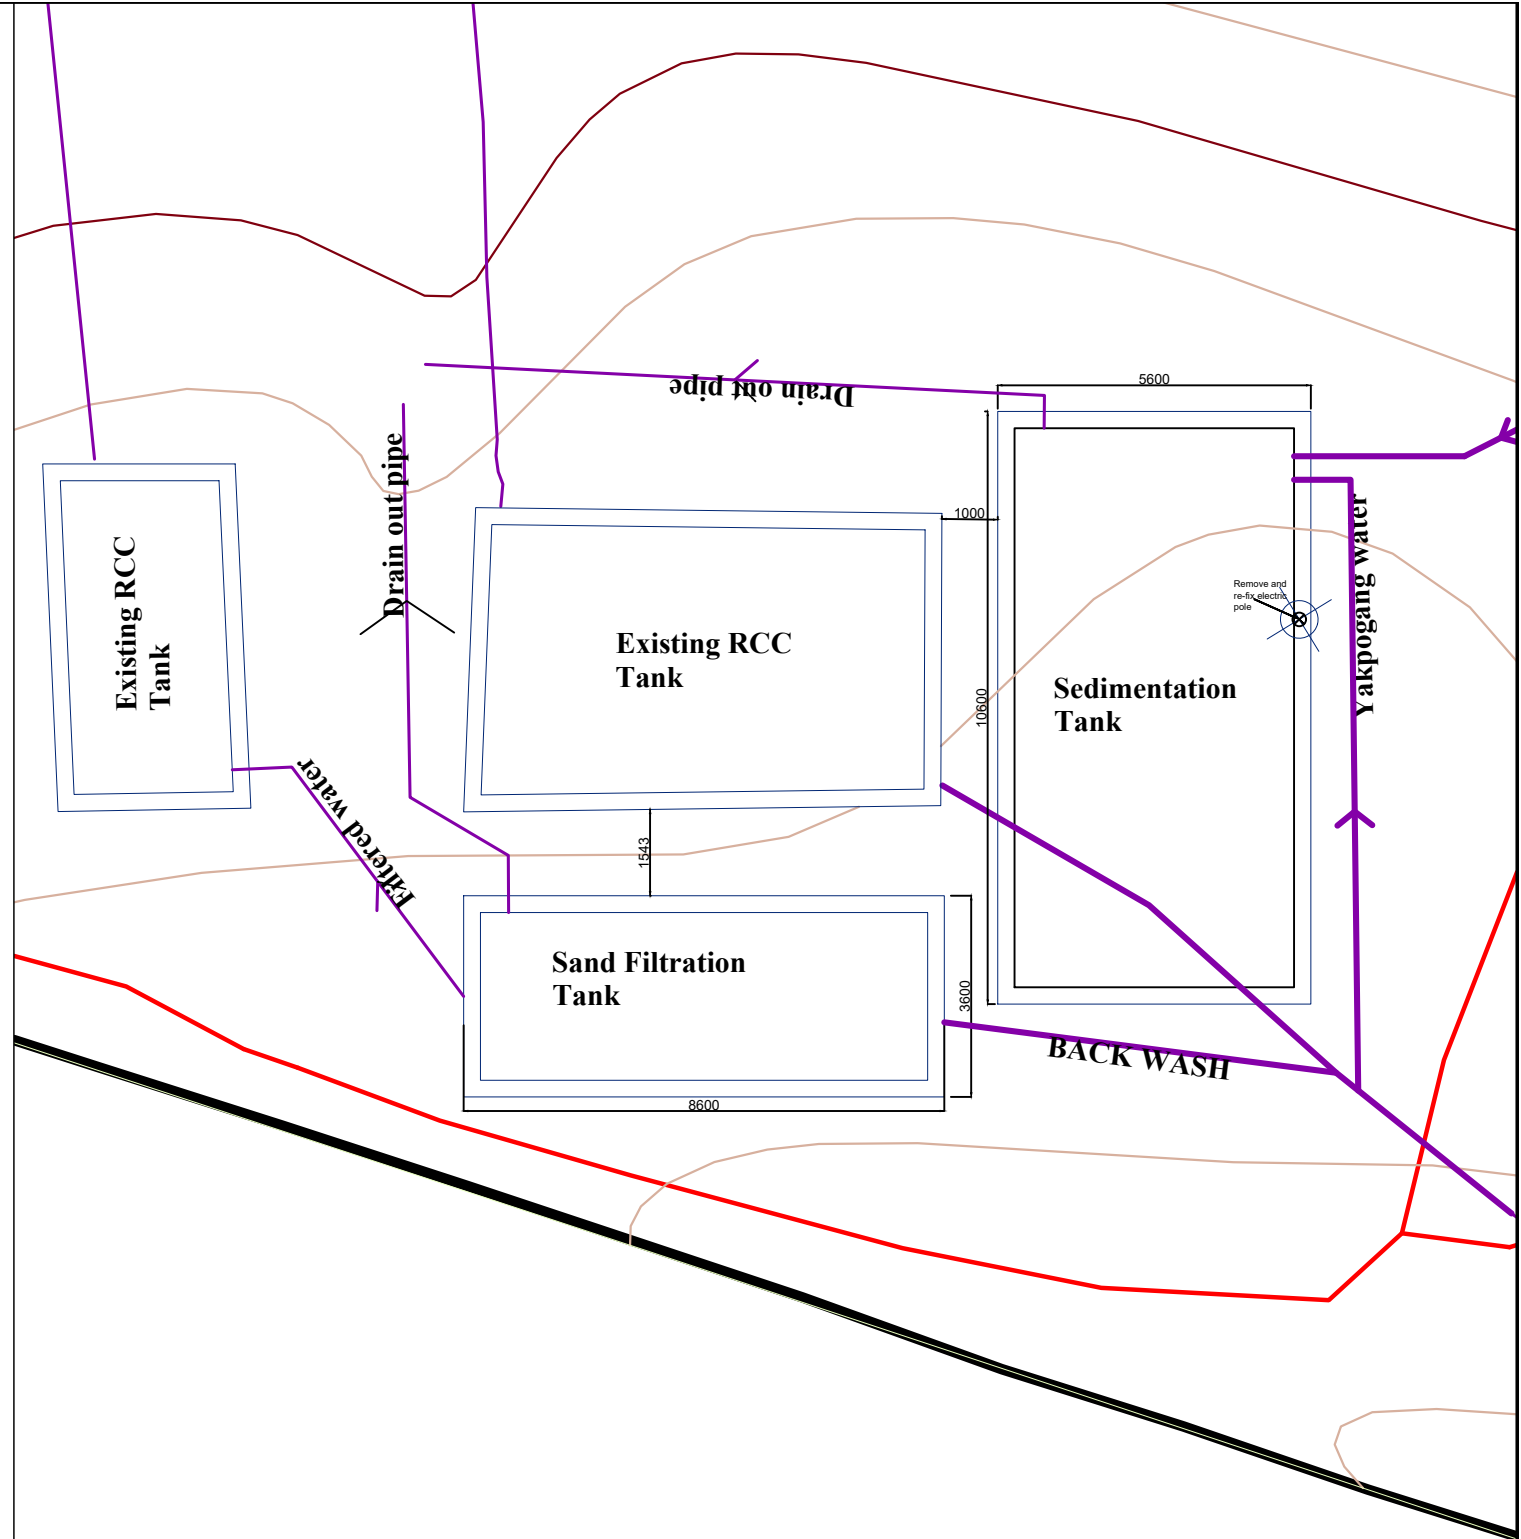 5600
Drain out pipe
Drain out pipe
1000
Yakpogang water
Existing RCC
Tank
Remove and
re-fix electric
pole
Existing RCC
Tank
Sedimentation
Tank
10600
Filtered water
1543
Sand Filtration
Tank
3600
BACK WASH
8600